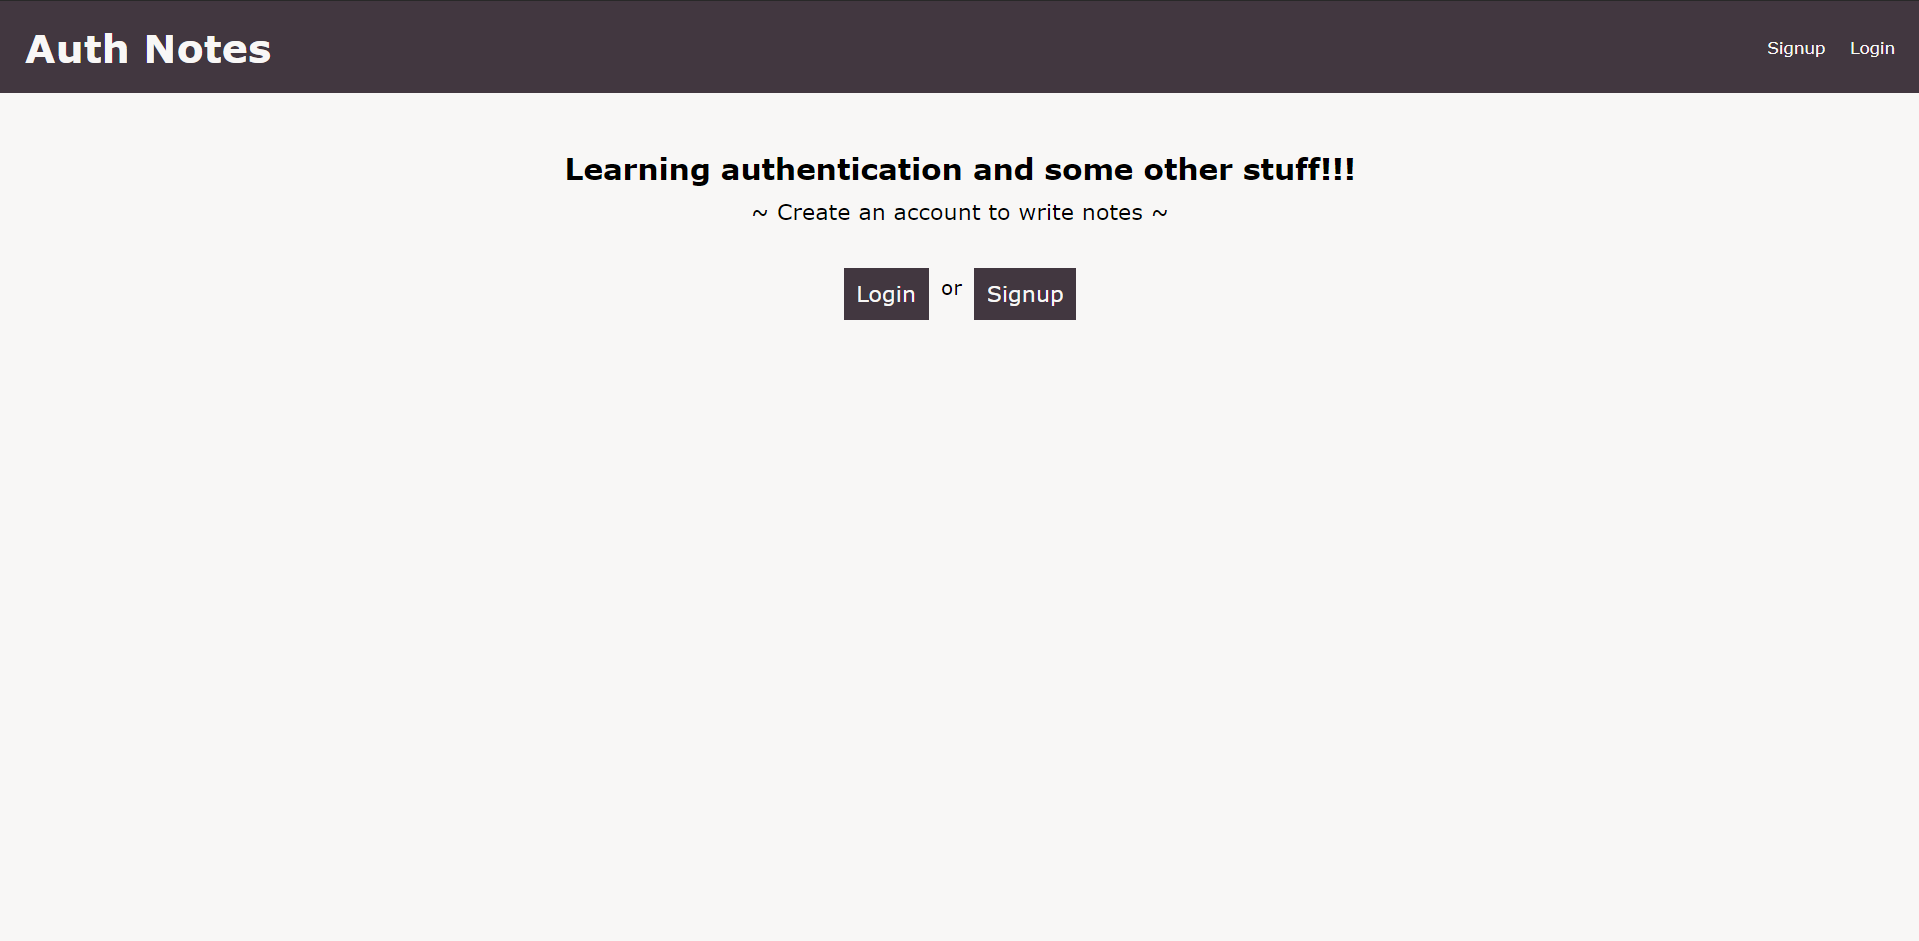 Auth Notes Signup Login
Learning authentication and some other stuff!!!
~ Create an account to write notes ~
Login or Signup